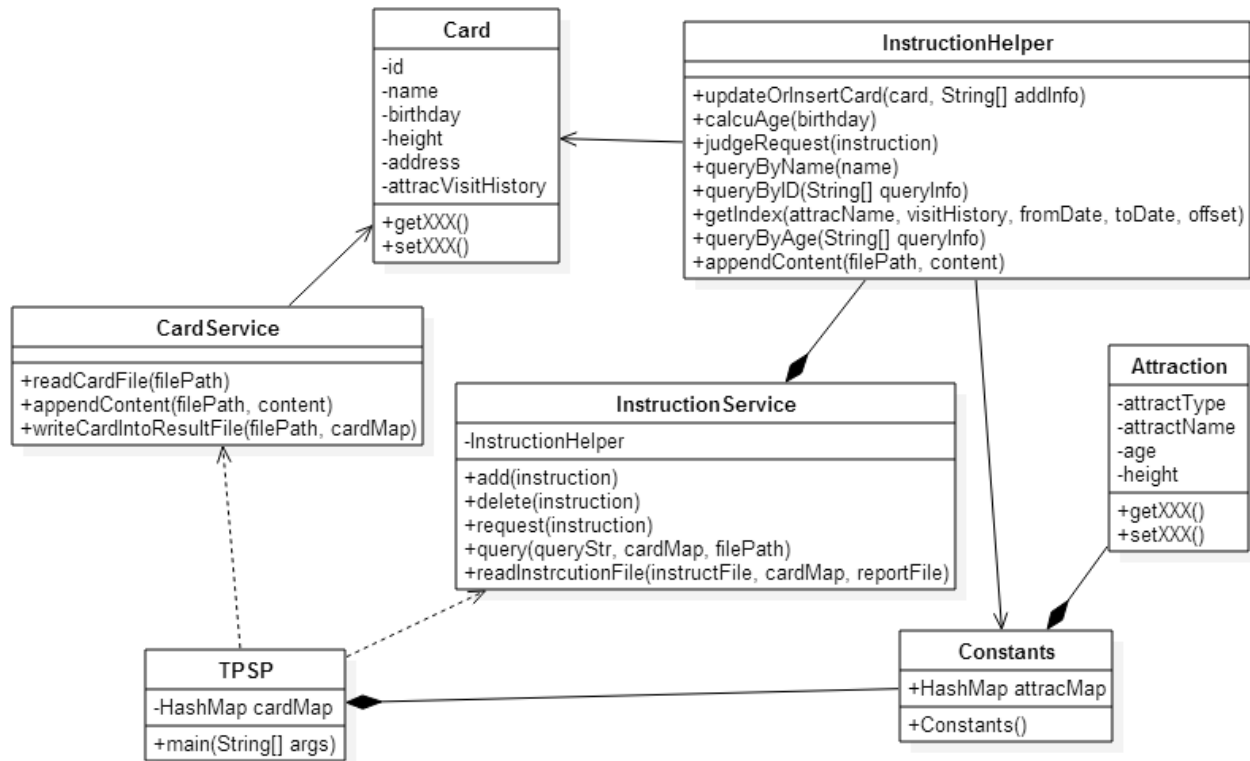 Card
-id
-name
-birthday
-height
-address
-attracVisitHistory
+getXXX()
+setXXX()
InstructionHelper
+updateOrInsertCard(card, String[] addInfo)
+calcuAge(birthday)
+judgeRequest(instruction)
+queryByName(name)
+queryByID(String[] queryInfo)
+getIndex(attracName, visitHistory, fromDate, toDate, offset)
+queryByAge(String[] queryInfo)
+appendContent(filePath, content)
CardService
+readCardFile(filePath)
+appendContent(filePath, content)
+writeCardIntoResultFile(filePath, cardMap)
InstructionService
-InstructionHelper
+add(instruction)
+delete(instruction)
+request(instruction)
+query(queryStr, cardMap, filePath)
+readInstrcutionFile(instructFile, cardMap, reportFile)
Attraction
-attractType
-attractName
-age
-height
+getXXX()
+setXXX()
TPSP
-HashMap cardMap
+main(String[] args)
Constants
+HashMap attracMap
+Constants()